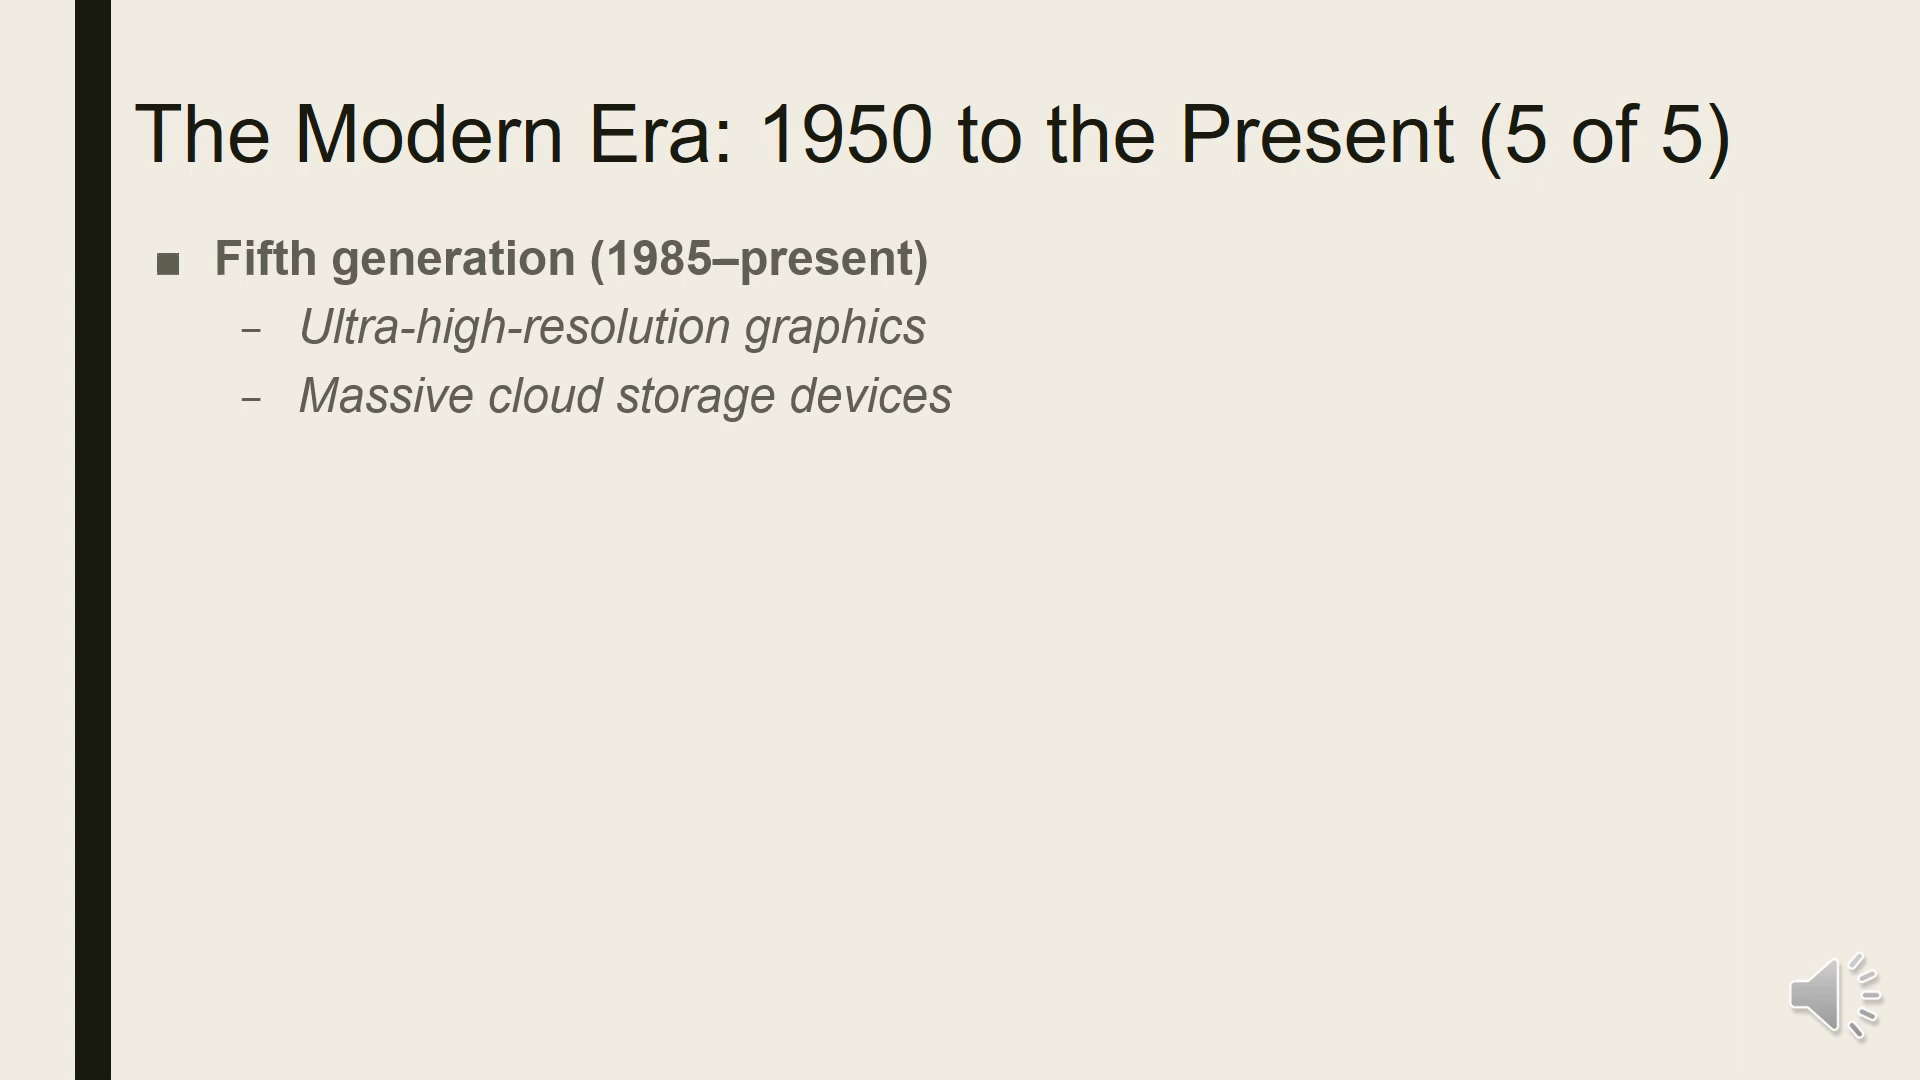 The Modern Era: 1950 to the Present (5 of 5)
■ Fifth generation (1985–present)
– Ultra-high-resolution graphics
– Massive cloud storage devices